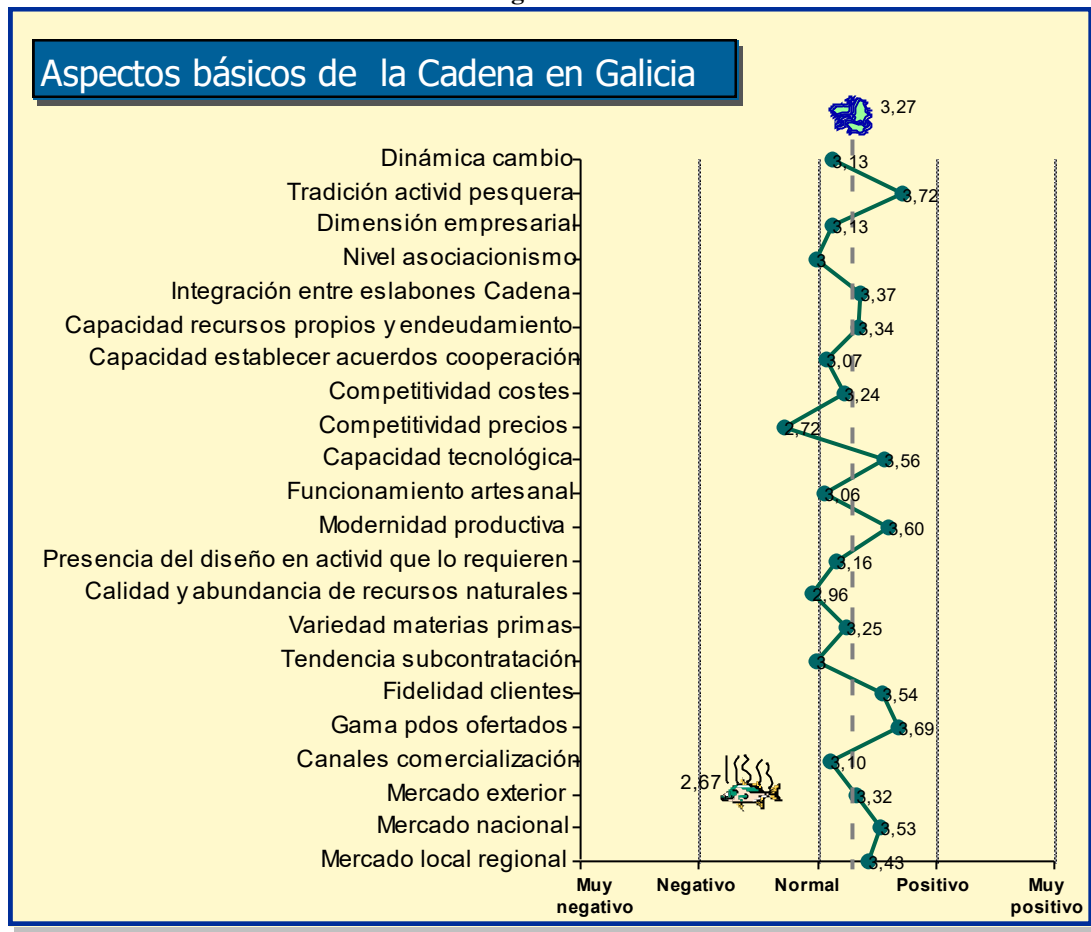 Aspectos básicos de la Cadena en Galicia
3,27
Dinámica cambio 3,13
Tradición activid pesquera 3,72
Dimensión empresarial 3,13
Nivel asociacionismo 3
Integración entre eslabones Cadena 3,37
Capacidad recursos propios y endeudamiento 3,34
Capacidad establecer acuerdos cooperación 3,07
Competitividad costes 3,24
Competitividad precios 2,72
Capacidad tecnológica 3,56
Funcionamiento artesanal 3,06
Modernidad productiva 3,60
Presencia del diseño en activid que lo requieren 3,16
Calidad y abundancia de recursos naturales 2,96
Variedad materias primas 3,25
Tendencia subcontratación 3
Fidelidad clientes 3,54
Gama pdos ofertados 3,69
Canales comercialización 3,10
2,67
Mercado exterior 3,32
Mercado nacional 3,53
Mercado local regional 3,43
Muy negativo Negativo Normal Positivo Muy positivo